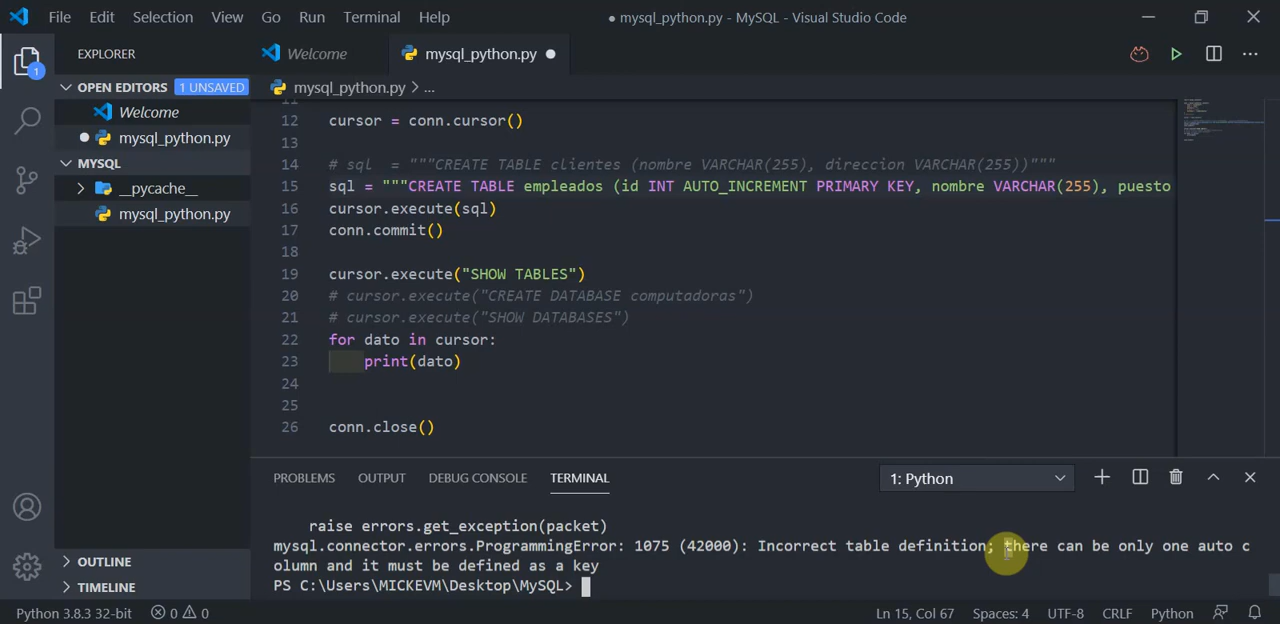 File Edit Selection View Go Run Terminal Help ● mysql_python.py - MySQL - Visual Studio Code
EXPLORER
Welcome
mysql_python.py
OPEN EDITORS 1 UNSAVED
mysql_python.py > ...
Welcome
mysql_python.py
MYSQL
__pycache__
mysql_python.py
1
11
12 cursor = conn.cursor()
13
14 # sql  = """CREATE TABLE clientes (nombre VARCHAR(255), direccion VARCHAR(255))"""
15 sql = """CREATE TABLE empleados (id INT AUTO_INCREMENT PRIMARY KEY, nombre VARCHAR(255), puesto
16 cursor.execute(sql)
17 conn.commit()
18
19 cursor.execute("SHOW TABLES")
20 # cursor.execute("CREATE DATABASE computadoras")
21 # cursor.execute("SHOW DATABASES")
22 for dato in cursor:
23     print(dato)
24
25
26 conn.close()
PROBLEMS OUTPUT DEBUG CONSOLE TERMINAL 1: Python
raise errors.get_exception(packet)
mysql.connector.errors.ProgrammingError: 1075 (42000): Incorrect table definition; there can be only one auto c
olumn and it must be defined as a key
PS C:\Users\MICKEVM\Desktop\MySQL>
OUTLINE
TIMELINE
Python 3.8.3 32-bit 0 0 Ln 15, Col 67 Spaces: 4 UTF-8 CRLF Python